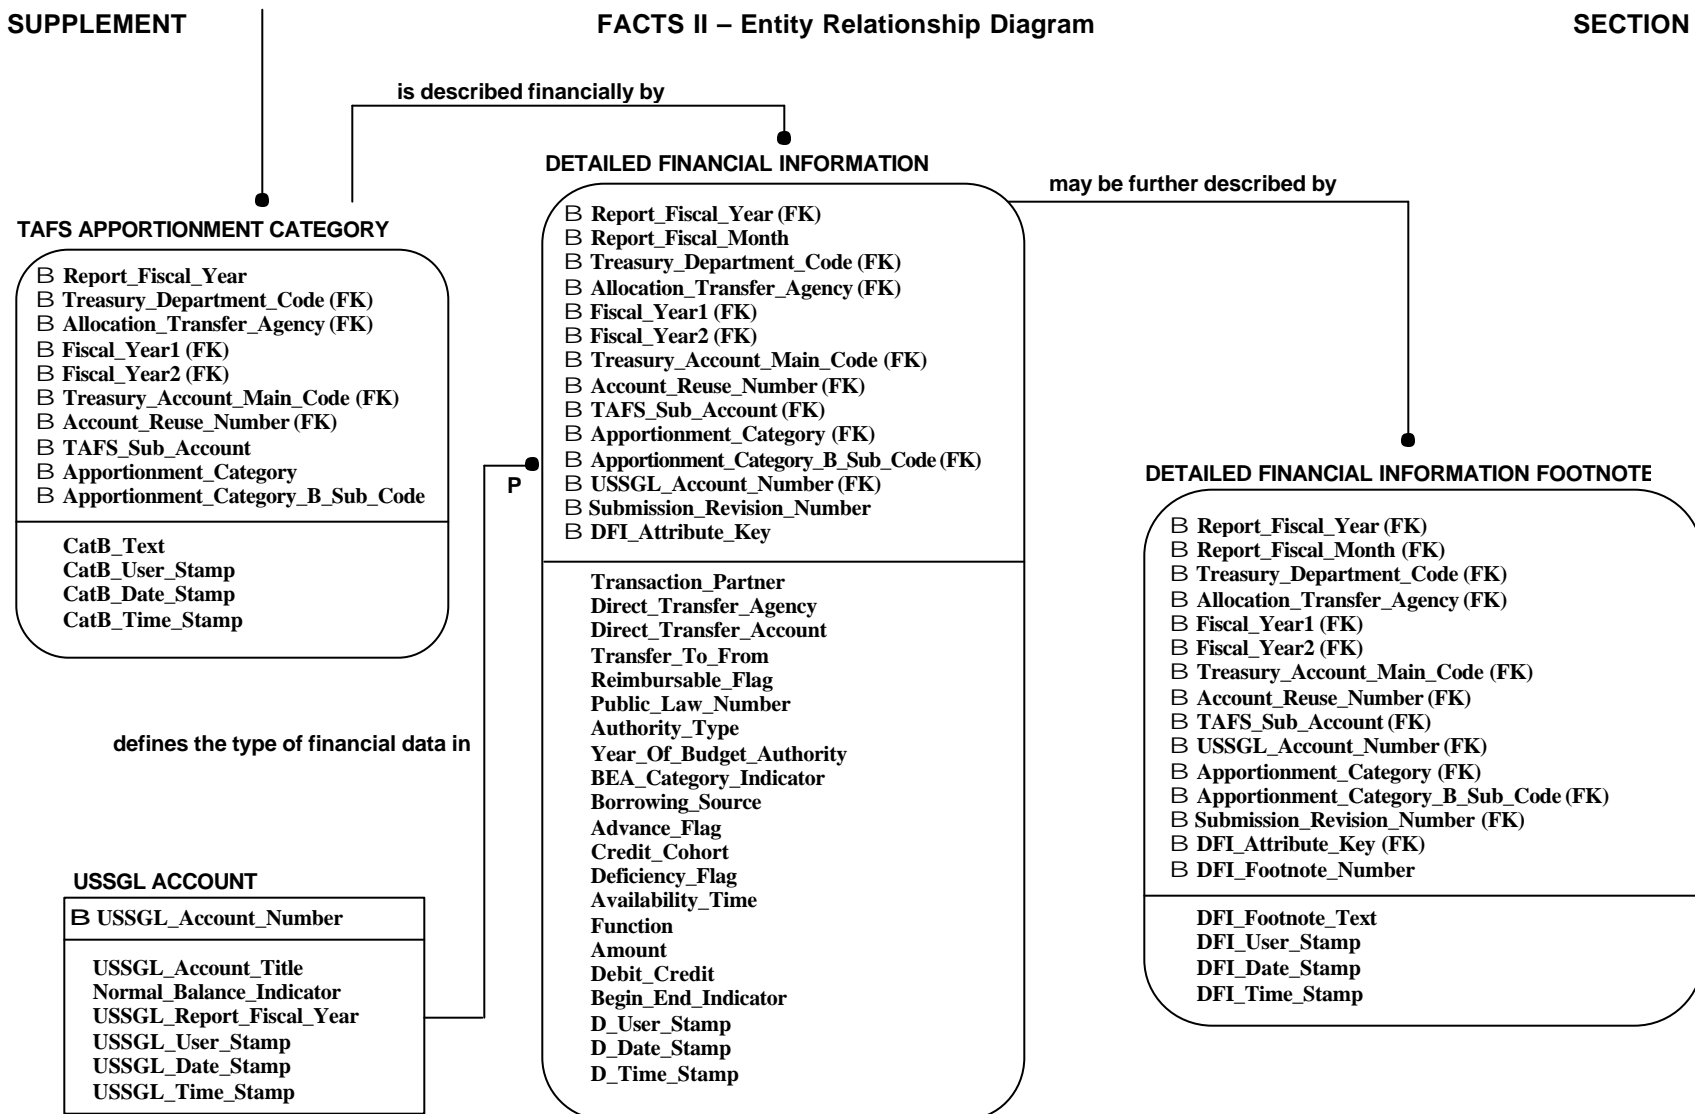 SUPPLEMENT FACTS II – Entity Relationship Diagram SECTION
is described financially by
TAFS APPORTIONMENT CATEGORY
B Report_Fiscal_Year
B Treasury_Department_Code (FK)
B Allocation_Transfer_Agency (FK)
B Fiscal_Year1 (FK)
B Fiscal_Year2 (FK)
B Treasury_Account_Main_Code (FK)
B Account_Reuse_Number (FK)
B TAFS_Sub_Account
B Apportionment_Category
B Apportionment_Category_B_Sub_Code
CatB_Text
CatB_User_Stamp
CatB_Date_Stamp
CatB_Time_Stamp
defines the type of financial data in
USSGL ACCOUNT
B USSGL_Account_Number
USSGL_Account_Title
Normal_Balance_Indicator
USSGL_Report_Fiscal_Year
USSGL_User_Stamp
USSGL_Date_Stamp
USSGL_Time_Stamp
P
DETAILED FINANCIAL INFORMATION
B Report_Fiscal_Year (FK)
B Report_Fiscal_Month
B Treasury_Department_Code (FK)
B Allocation_Transfer_Agency (FK)
B Fiscal_Year1 (FK)
B Fiscal_Year2 (FK)
B Treasury_Account_Main_Code (FK)
B Account_Reuse_Number (FK)
B TAFS_Sub_Account (FK)
B Apportionment_Category (FK)
B Apportionment_Category_B_Sub_Code (FK)
B USSGL_Account_Number (FK)
B Submission_Revision_Number
B DFI_Attribute_Key
Transaction_Partner
Direct_Transfer_Agency
Direct_Transfer_Account
Transfer_To_From
Reimbursable_Flag
Public_Law_Number
Authority_Type
Year_Of_Budget_Authority
BEA_Category_Indicator
Borrowing_Source
Advance_Flag
Credit_Cohort
Deficiency_Flag
Availability_Time
Function
Amount
Debit_Credit
Begin_End_Indicator
D_User_Stamp
D_Date_Stamp
D_Time_Stamp
may be further described by
DETAILED FINANCIAL INFORMATION FOOTNOTE
B Report_Fiscal_Year (FK)
B Report_Fiscal_Month (FK)
B Treasury_Department_Code (FK)
B Allocation_Transfer_Agency (FK)
B Fiscal_Year1 (FK)
B Fiscal_Year2 (FK)
B Treasury_Account_Main_Code (FK)
B Account_Reuse_Number (FK)
B TAFS_Sub_Account (FK)
B USSGL_Account_Number (FK)
B Apportionment_Category (FK)
B Apportionment_Category_B_Sub_Code (FK)
B Submission_Revision_Number (FK)
B DFI_Attribute_Key (FK)
B DFI_Footnote_Number
DFI_Footnote_Text
DFI_User_Stamp
DFI_Date_Stamp
DFI_Time_Stamp